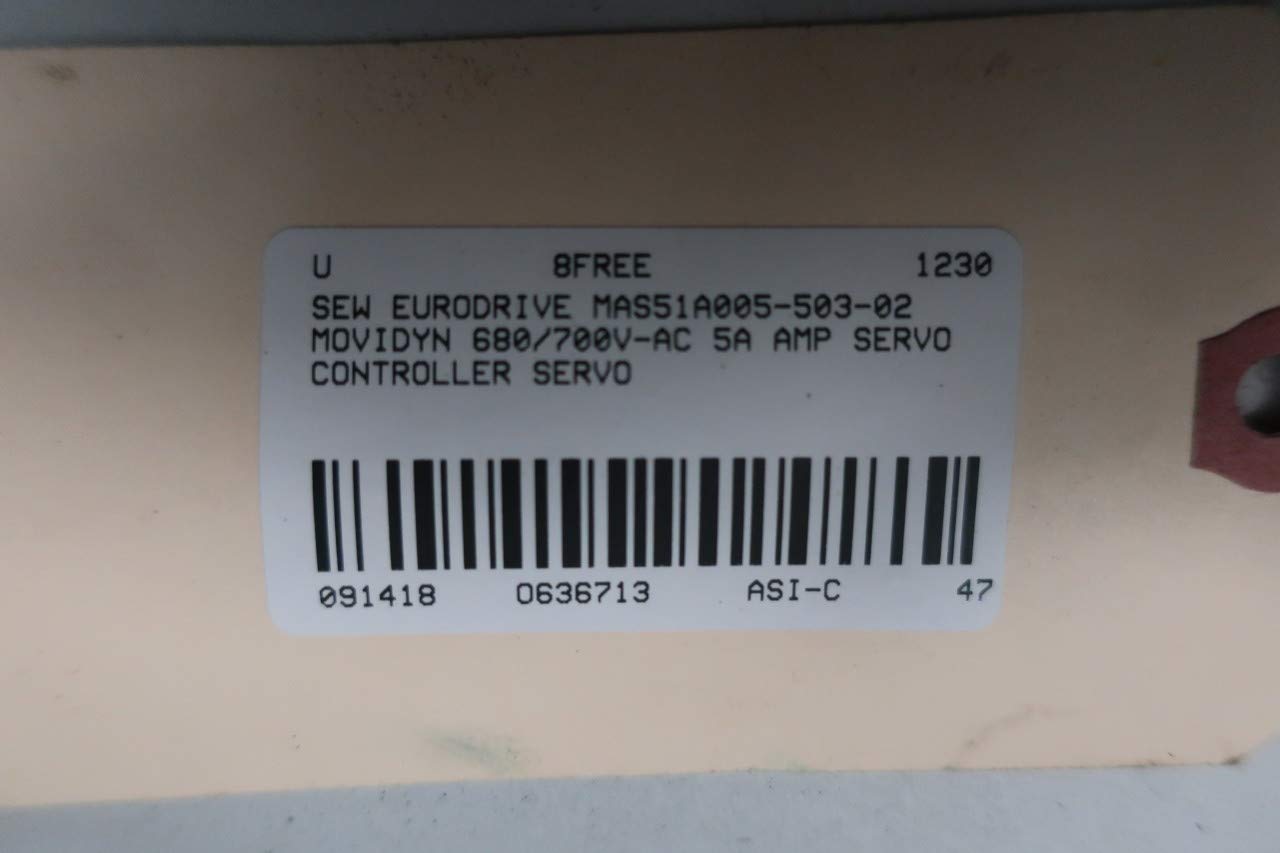 U 8FREE 1230
SEW EURODRIVE MAS51A005-503-02
MOVIDYN 680/700V-AC 5A AMP SERVO
CONTROLLER SERVO
091418 O636713 ASI-C 47